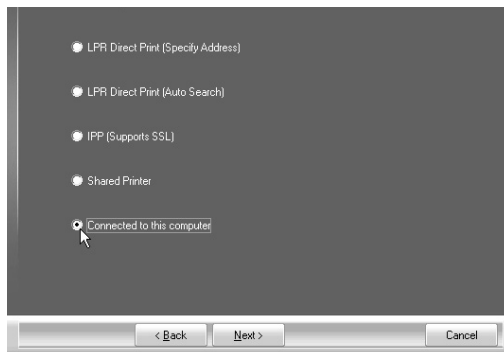 LPR Direct Print (Specify Address)
LPR Direct Print (Auto Search)
IPP (Supports SSL)
Shared Printer
Connected to this computer
< Back Next > Cancel